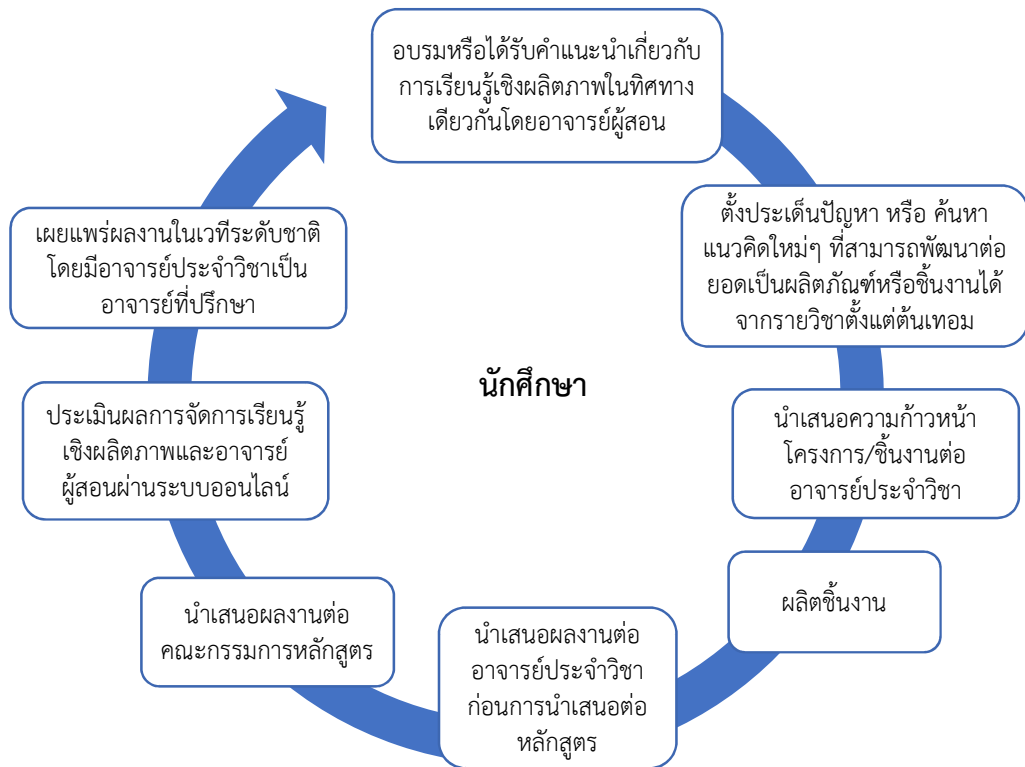 อบรมหรือได้รับคำแนะนำเกี่ยวกับ
การเรียนรู้เชิงผลิตภาพในทิศทาง
เดียวกันโดยอาจารย์ผู้สอน
ตั้งประเด็นปัญหา หรือ ค้นหา
แนวคิดใหม่ๆ ที่สามารถพัฒนาต่อ
ยอดเป็นผลิตภัณฑ์หรือชิ้นงานได้
จากรายวิชาตั้งแต่ต้นเทอม
นำเสนอความก้าวหน้า
โครงการ/ชิ้นงานต่อ
อาจารย์ประจำวิชา
ผลิตชิ้นงาน
นำเสนอผลงานต่อ
อาจารย์ประจำวิชา
ก่อนการนำเสนอต่อ
หลักสูตร
นำเสนอผลงานต่อ
คณะกรรมการหลักสูตร
ประเมินผลการจัดการเรียนรู้
เชิงผลิตภาพและอาจารย์
ผู้สอนผ่านระบบออนไลน์
เผยแพร่ผลงานในเวทีระดับชาติ
โดยมีอาจารย์ประจำวิชาเป็น
อาจารย์ที่ปรึกษา
นักศึกษา